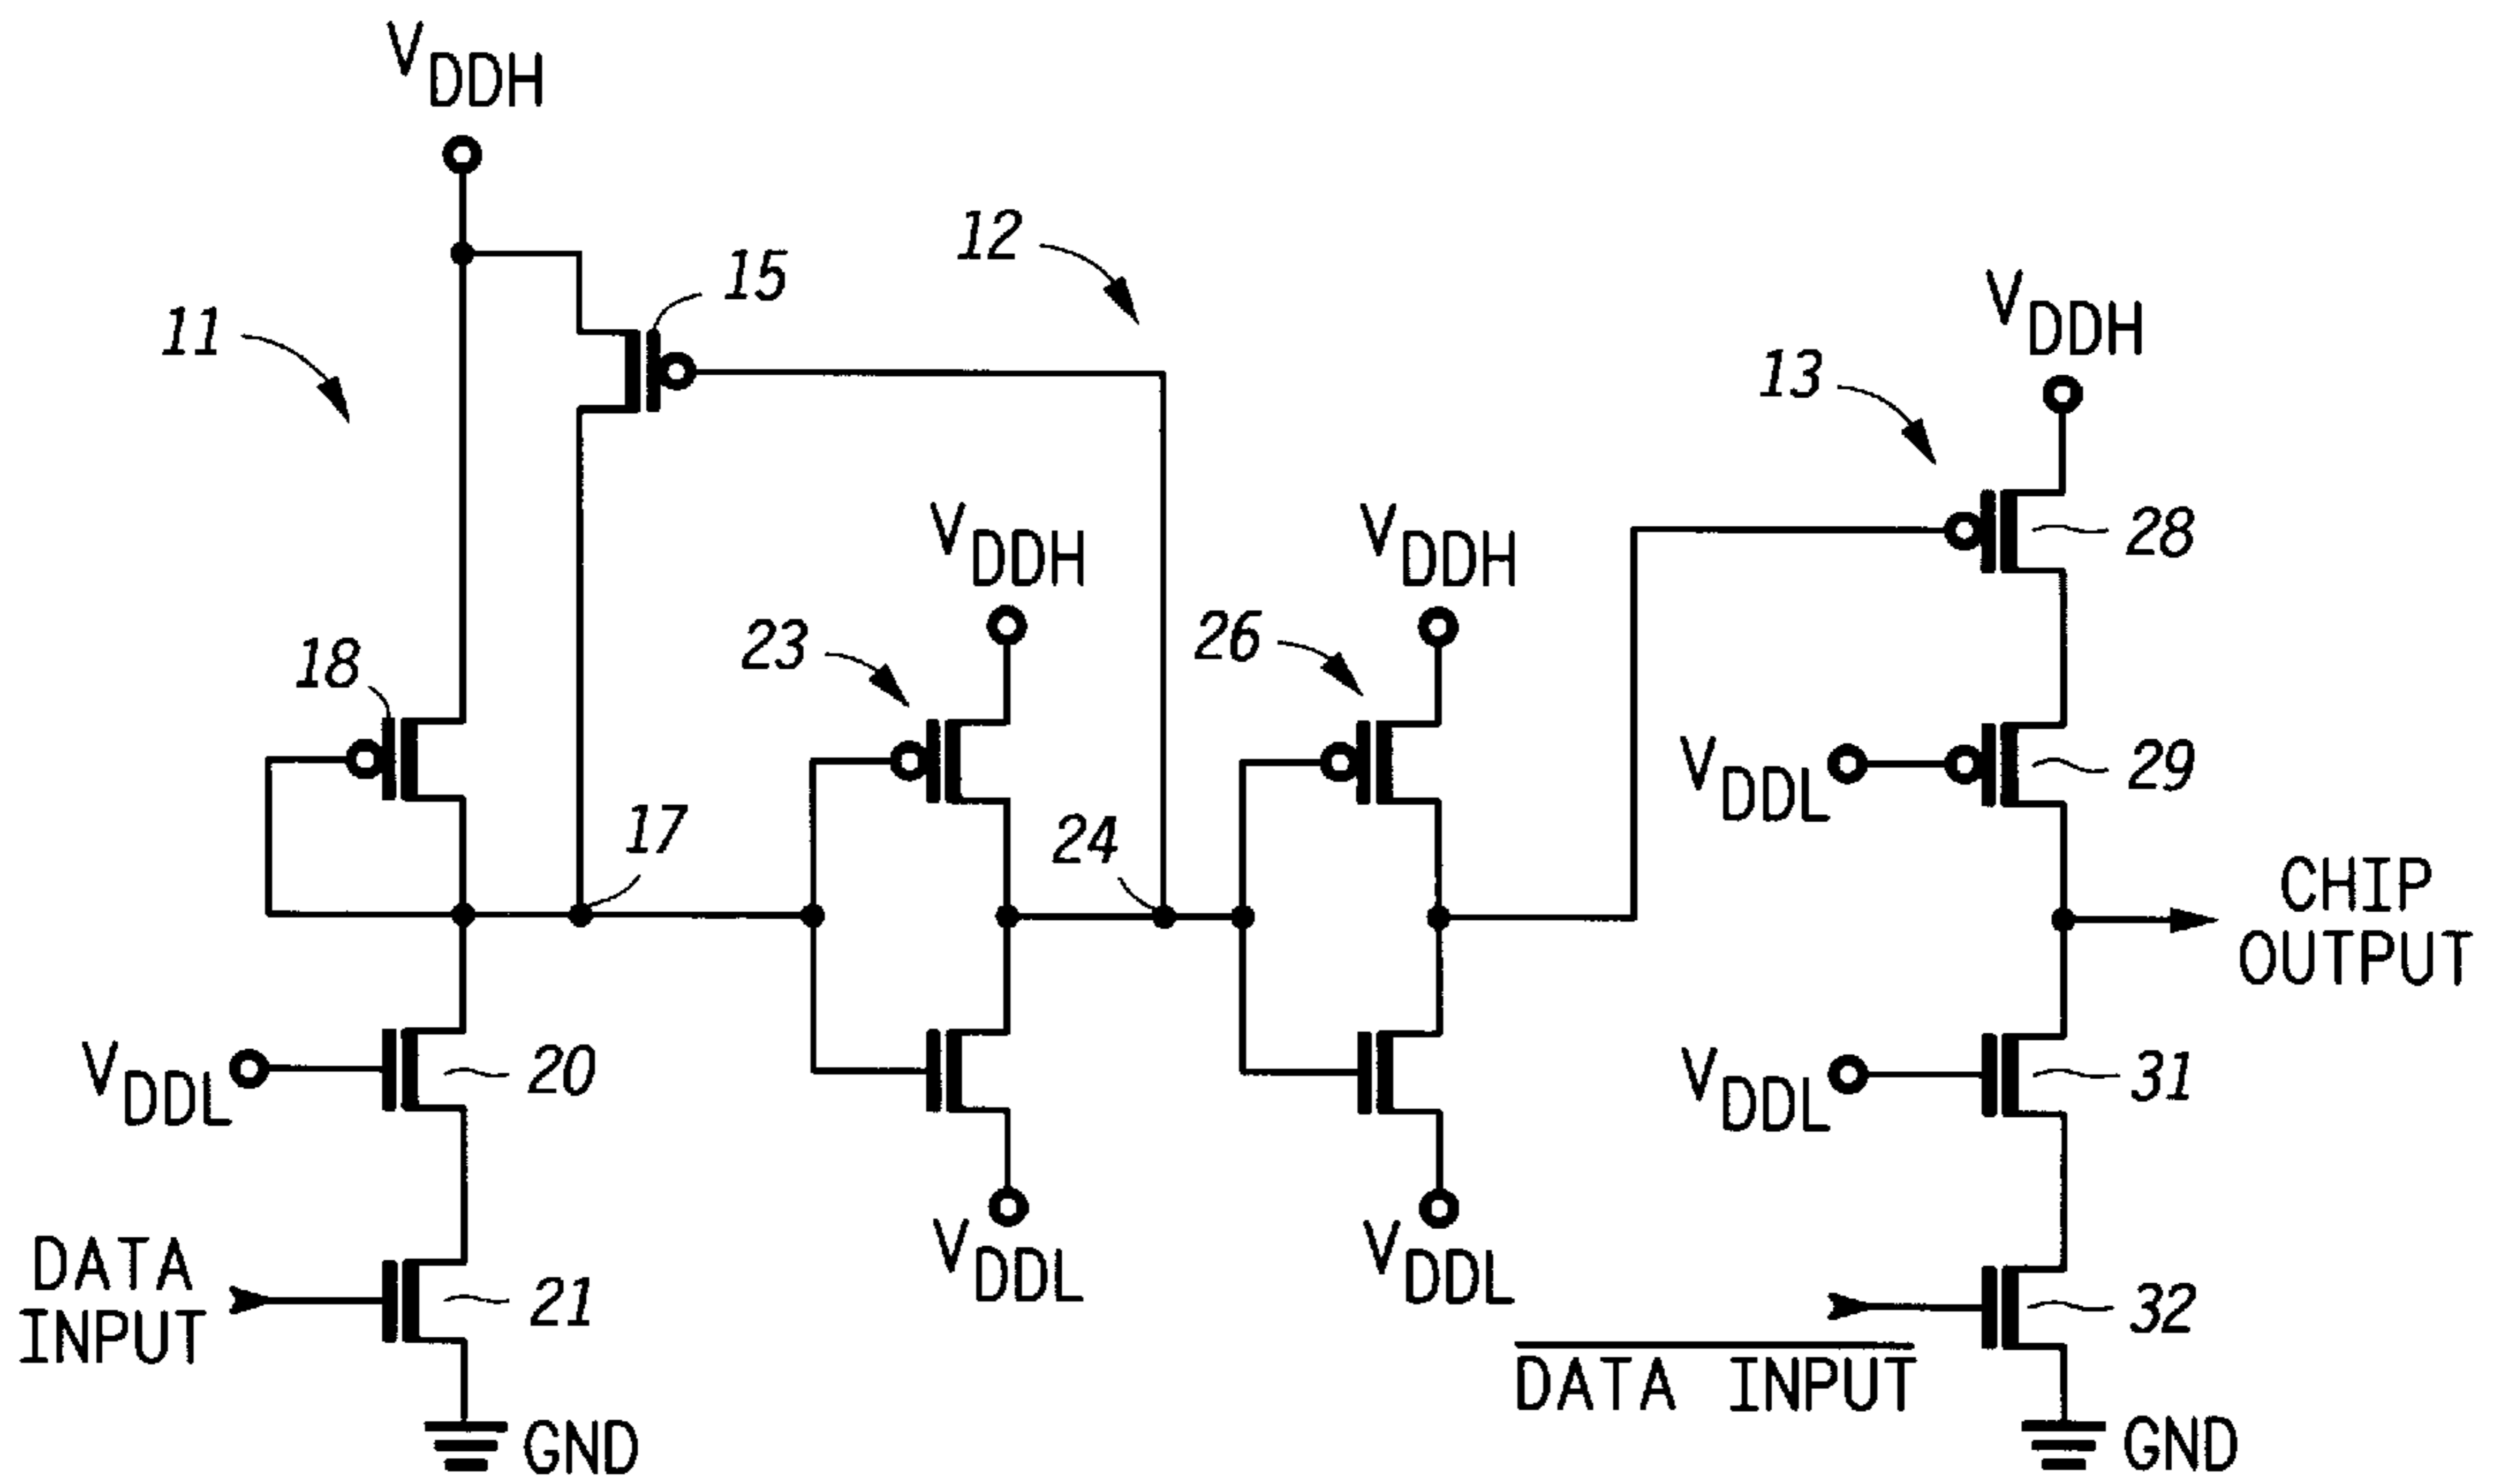 VDDH
12
15
11
VDDH
13
VDDH
VDDH
28
23
26
18
VDDL
29
17
24
CHIP
OUTPUT
VDDL
20
VDDL
31
VDDL
VDDL
DATA
INPUT
21
32
DATA INPUT
GND
GND